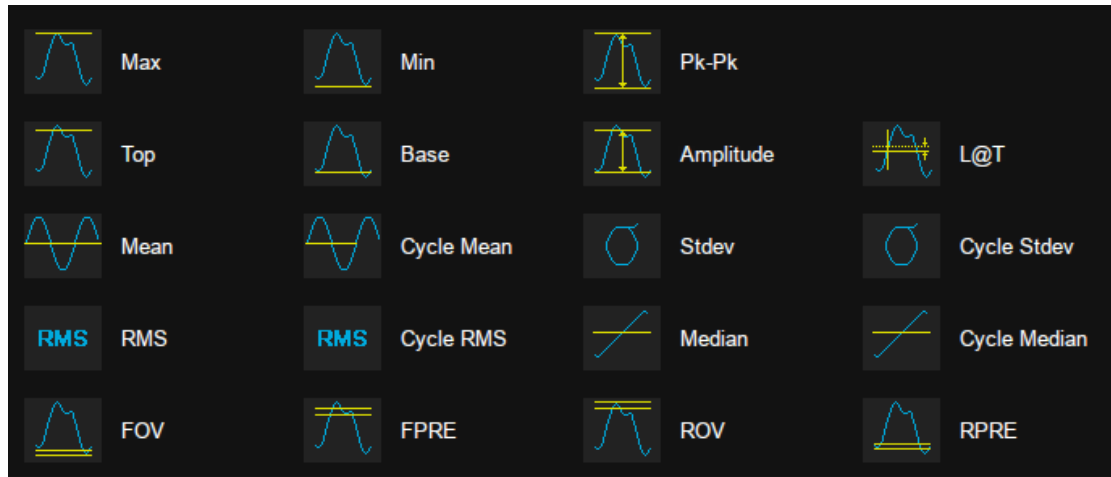 Max Min Pk-Pk
Top Base Amplitude L@T
Mean Cycle Mean Stdev Cycle Stdev
RMS RMS RMS Cycle RMS Median Cycle Median
FOV FPRE ROV RPRE